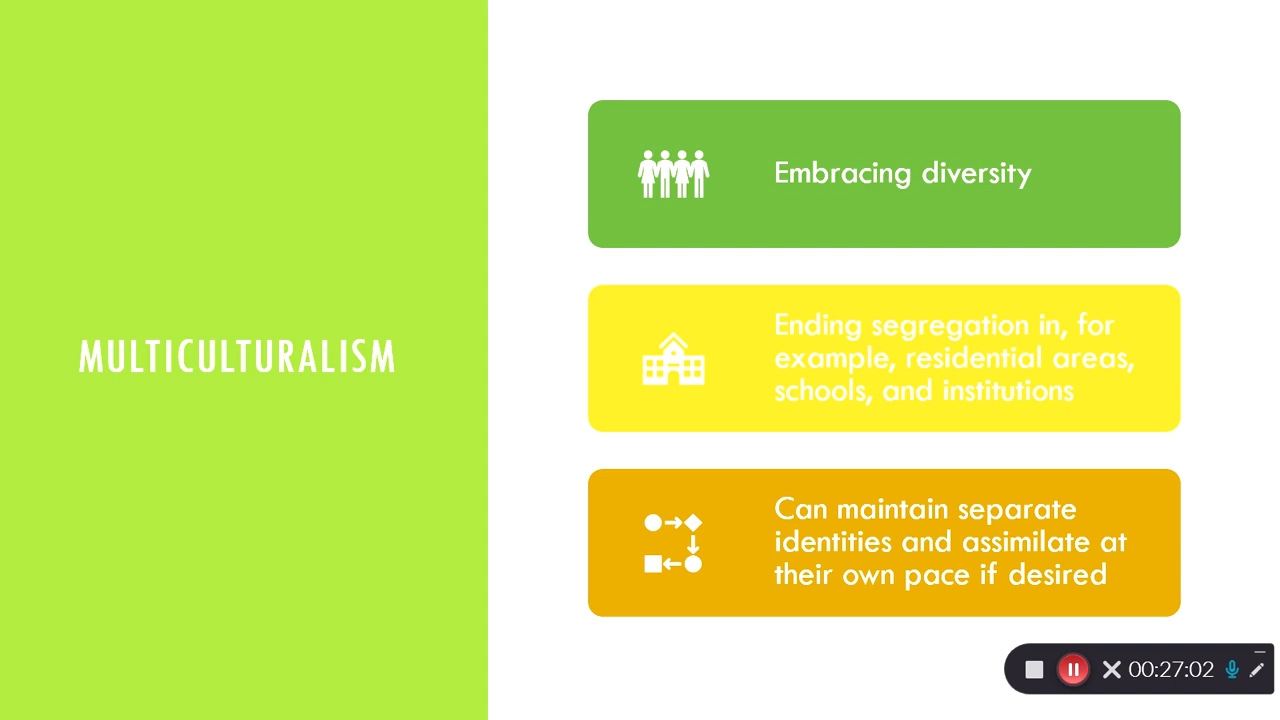 MULTICULTURALISM
Embracing diversity
Ending segregation in, for
example, residential areas,
schools, and institutions
Can maintain separate
identities and assimilate at
their own pace if desired
00:27:02